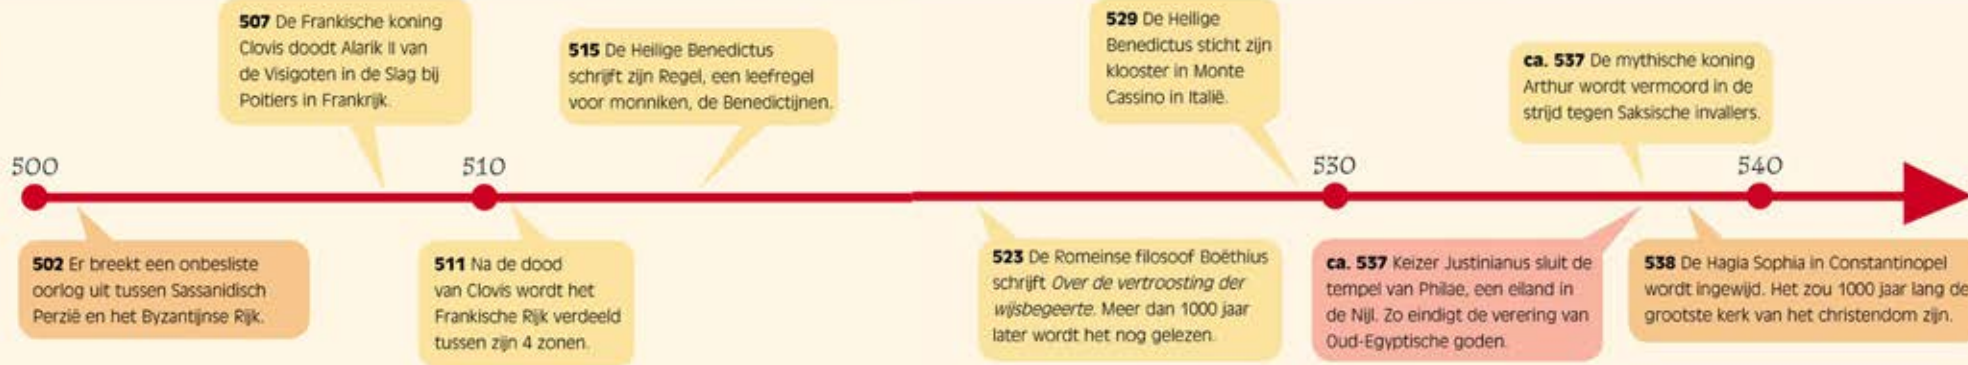 507 De Frankische koning
Clovis doodt Alarik II van
de Visigoten in de Slag bij
Poitiers in Frankrijk.
515 De Heilige Benedictus
schrijft zijn Regel, een leefregel
voor monniken, de Benedictijnen.
529 De Heilige
Benedictus sticht zijn
klooster in Monte
Cassino in Italië.
ca. 537 De mythische koning
Arthur wordt vermoord in de
strijd tegen Saksische invallers.
500
510
530
540
502 Er breekt een onbesliste
oorlog uit tussen Sassanidisch
Perzië en het Byzantijnse Rijk.
511 Na de dood
van Clovis wordt het
Frankische Rijk verdeeld
tussen zijn 4 zonen.
523 De Romeinse filosoof Boëthius
schrijft Over de vertroosting der
wijsbegeerte. Meer dan 1000 jaar
later wordt het nog gelezen.
ca. 537 Keizer Justinianus sluit de
tempel van Philae, een eiland in
de Nijl. Zo eindigt de verering van
Oud-Egyptische goden.
538 De Hagia Sophia in Constantinopel
wordt ingewijd. Het zou 1000 jaar lang de
grootste kerk van het christendom zijn.